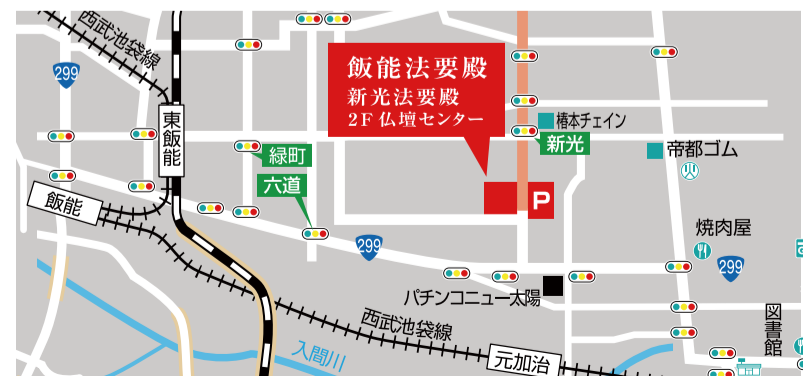 西武池袋線
299
東飯能
飯能
緑町
六道
飯能法要殿
新光法要殿
2F 仏壇センター
椿本チェイン
新光
P
帝都ゴム
焼肉屋
299
299
パチンコニュー太陽
西武池袋線
入間川
元加治
図書館